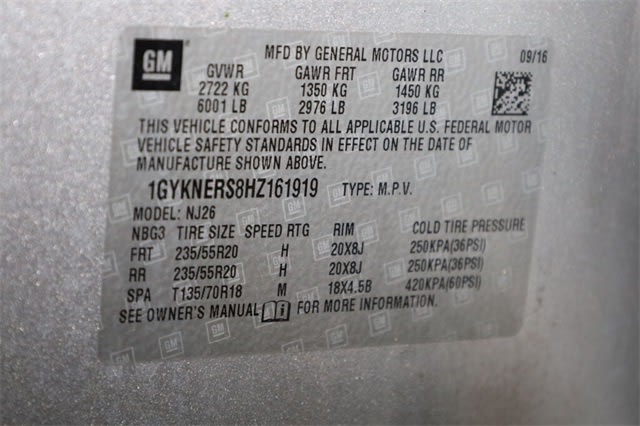 GM
MFD BY GENERAL MOTORS LLC 09/16
GVWR GAWR FRT GAWR RR
2722 KG 1350 KG 1450 KG
6001 LB 2976 LB 3196 LB
THIS VEHICLE CONFORMS TO ALL APPLICABLE U.S. FEDERAL MOTOR
VEHICLE SAFETY STANDARDS IN EFFECT ON THE DATE OF
MANUFACTURE SHOWN ABOVE.
1GYKNERS8HZ161919 TYPE: M.P.V.
MODEL: NJ26
NBG3 TIRE SIZE SPEED RTG RIM COLD TIRE PRESSURE
FRT 235/55R20 H 20X8J 250KPA(36PSI)
RR 235/55R20 H 20X8J 250KPA(36PSI)
SPA T135/70R18 M 18X4.5B 420KPA(60PSI)
SEE OWNER'S MANUAL FOR MORE INFORMATION.